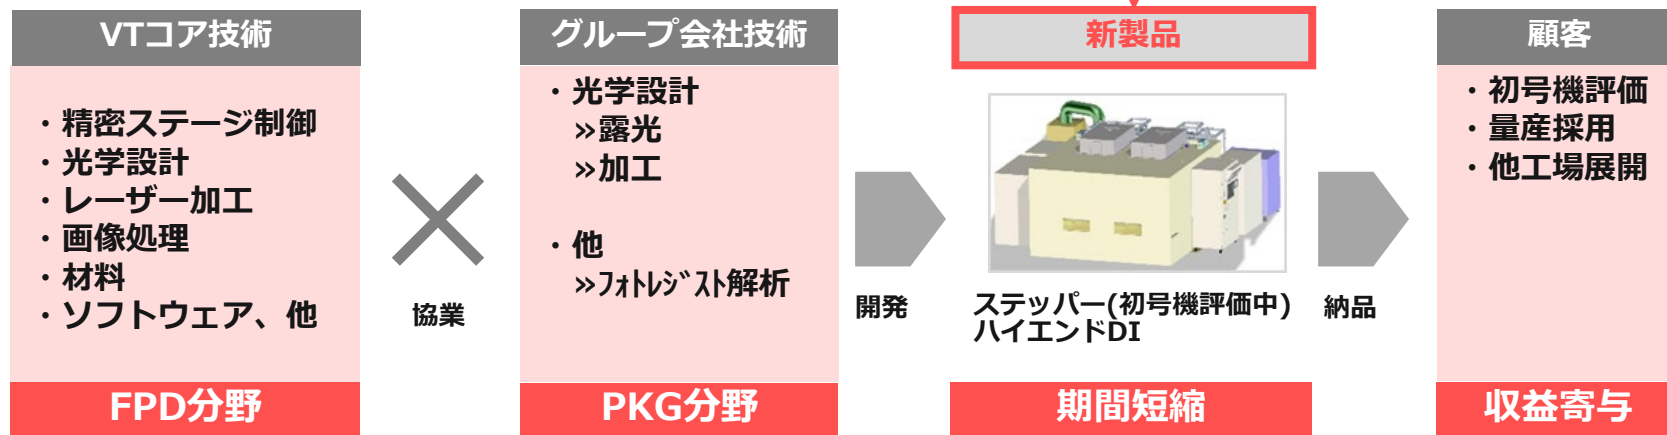 VTコア技術
・精密ステージ制御
・光学設計
・レーザー加工
・画像処理
・材料
・ソフトウェア、他
FPD分野
協業
グループ会社技術
・光学設計
»露光
»加工
・他
»ﾌｫﾄﾚｼﾞｽﾄ解析
PKG分野
開発
新製品
ステッパー(初号機評価中)
ハイエンドDI
期間短縮
納品
顧客
・初号機評価
・量産採用
・他工場展開
収益寄与